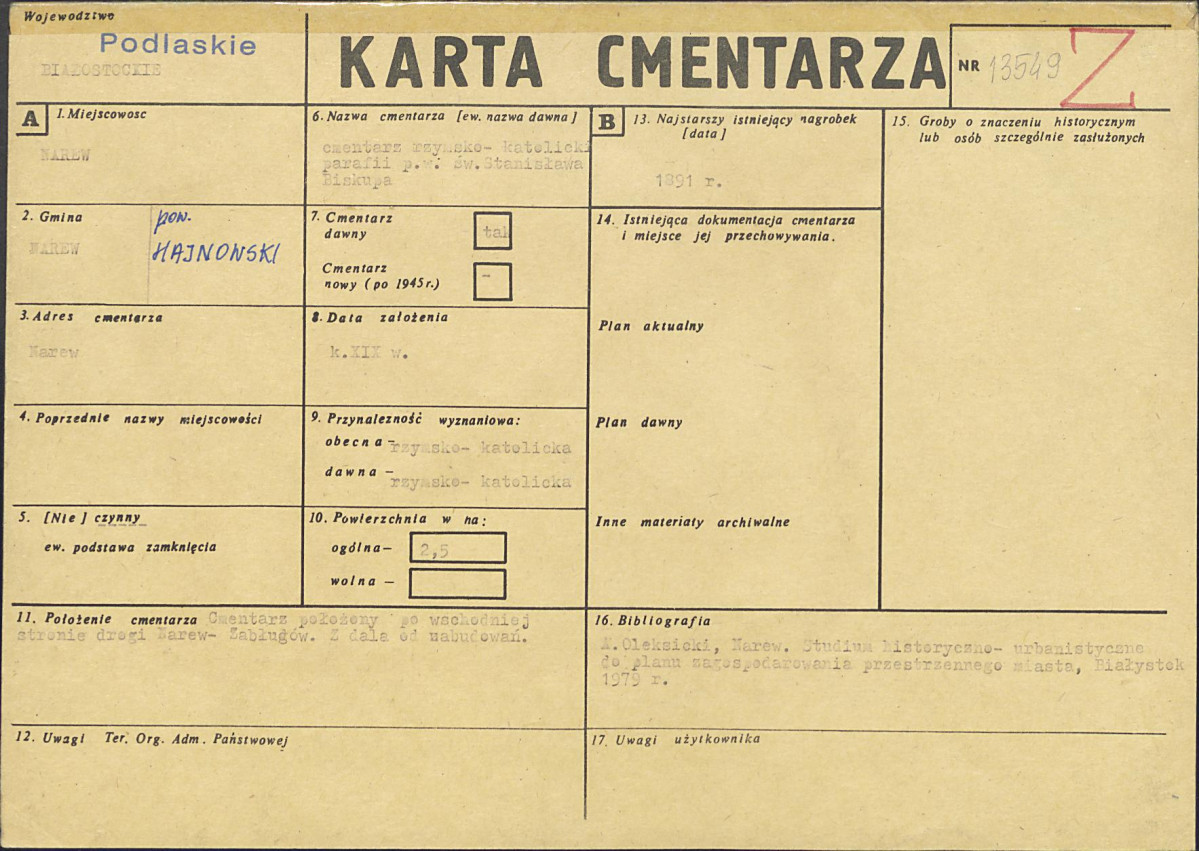 Województwo
Podlaskie
BIAŁOSTOCKIE
KARTA CMENTARZA
NR 13549 Z
A
1. Miejscowosc
NAREW
2. Gmina
NAREW
pow.
HAJNOWSKI
3. Adres cmentarza
Narew
4. Poprzednie nazwy miejscowości
5. [Nie] czynny
ew. podstawa zamknięcia
6. Nazwa cmentarza [ew. nazwa dawna]
cmentarz rzymsko- katolicki
parafii p.w. św.Stanisława
Biskupa
7. Cmentarz
dawny
tak
Cmentarz
nowy (po 1945 r.)
-
8. Data założenia
k.XIX w.
9. Przynalezność wyznaniowa:
obecna - rzymsko- katolicka
dawna - rzymsko- katolicka
10. Powierzchnia w ha:
ogólna - 2,5
wolna -
B
13. Najstarszy istniejący nagrobek
[data]
1891 r.
14. Istniejąca dokumentacja cmentarza
i miejsce jej przechowywania.
Plan aktualny
Plan dawny
Inne materiały archiwalne
15. Groby o znaczeniu historycznym
lub osób szczególnie zasłużonych
11. Położenie cmentarza Cmentarz położony po wschodniej
stronie drogi Narew- Zabługów. Z dala od zabudowań.
12. Uwagi Ter. Org. Adm. Państwowej
16. Bibliografia
M.Oleksicki, Narew. Studium historyczno- urbanistyczne
do planu zagospodarowania przestrzennego miasta, Białystok
1979 r.
17. Uwagi użytkownika